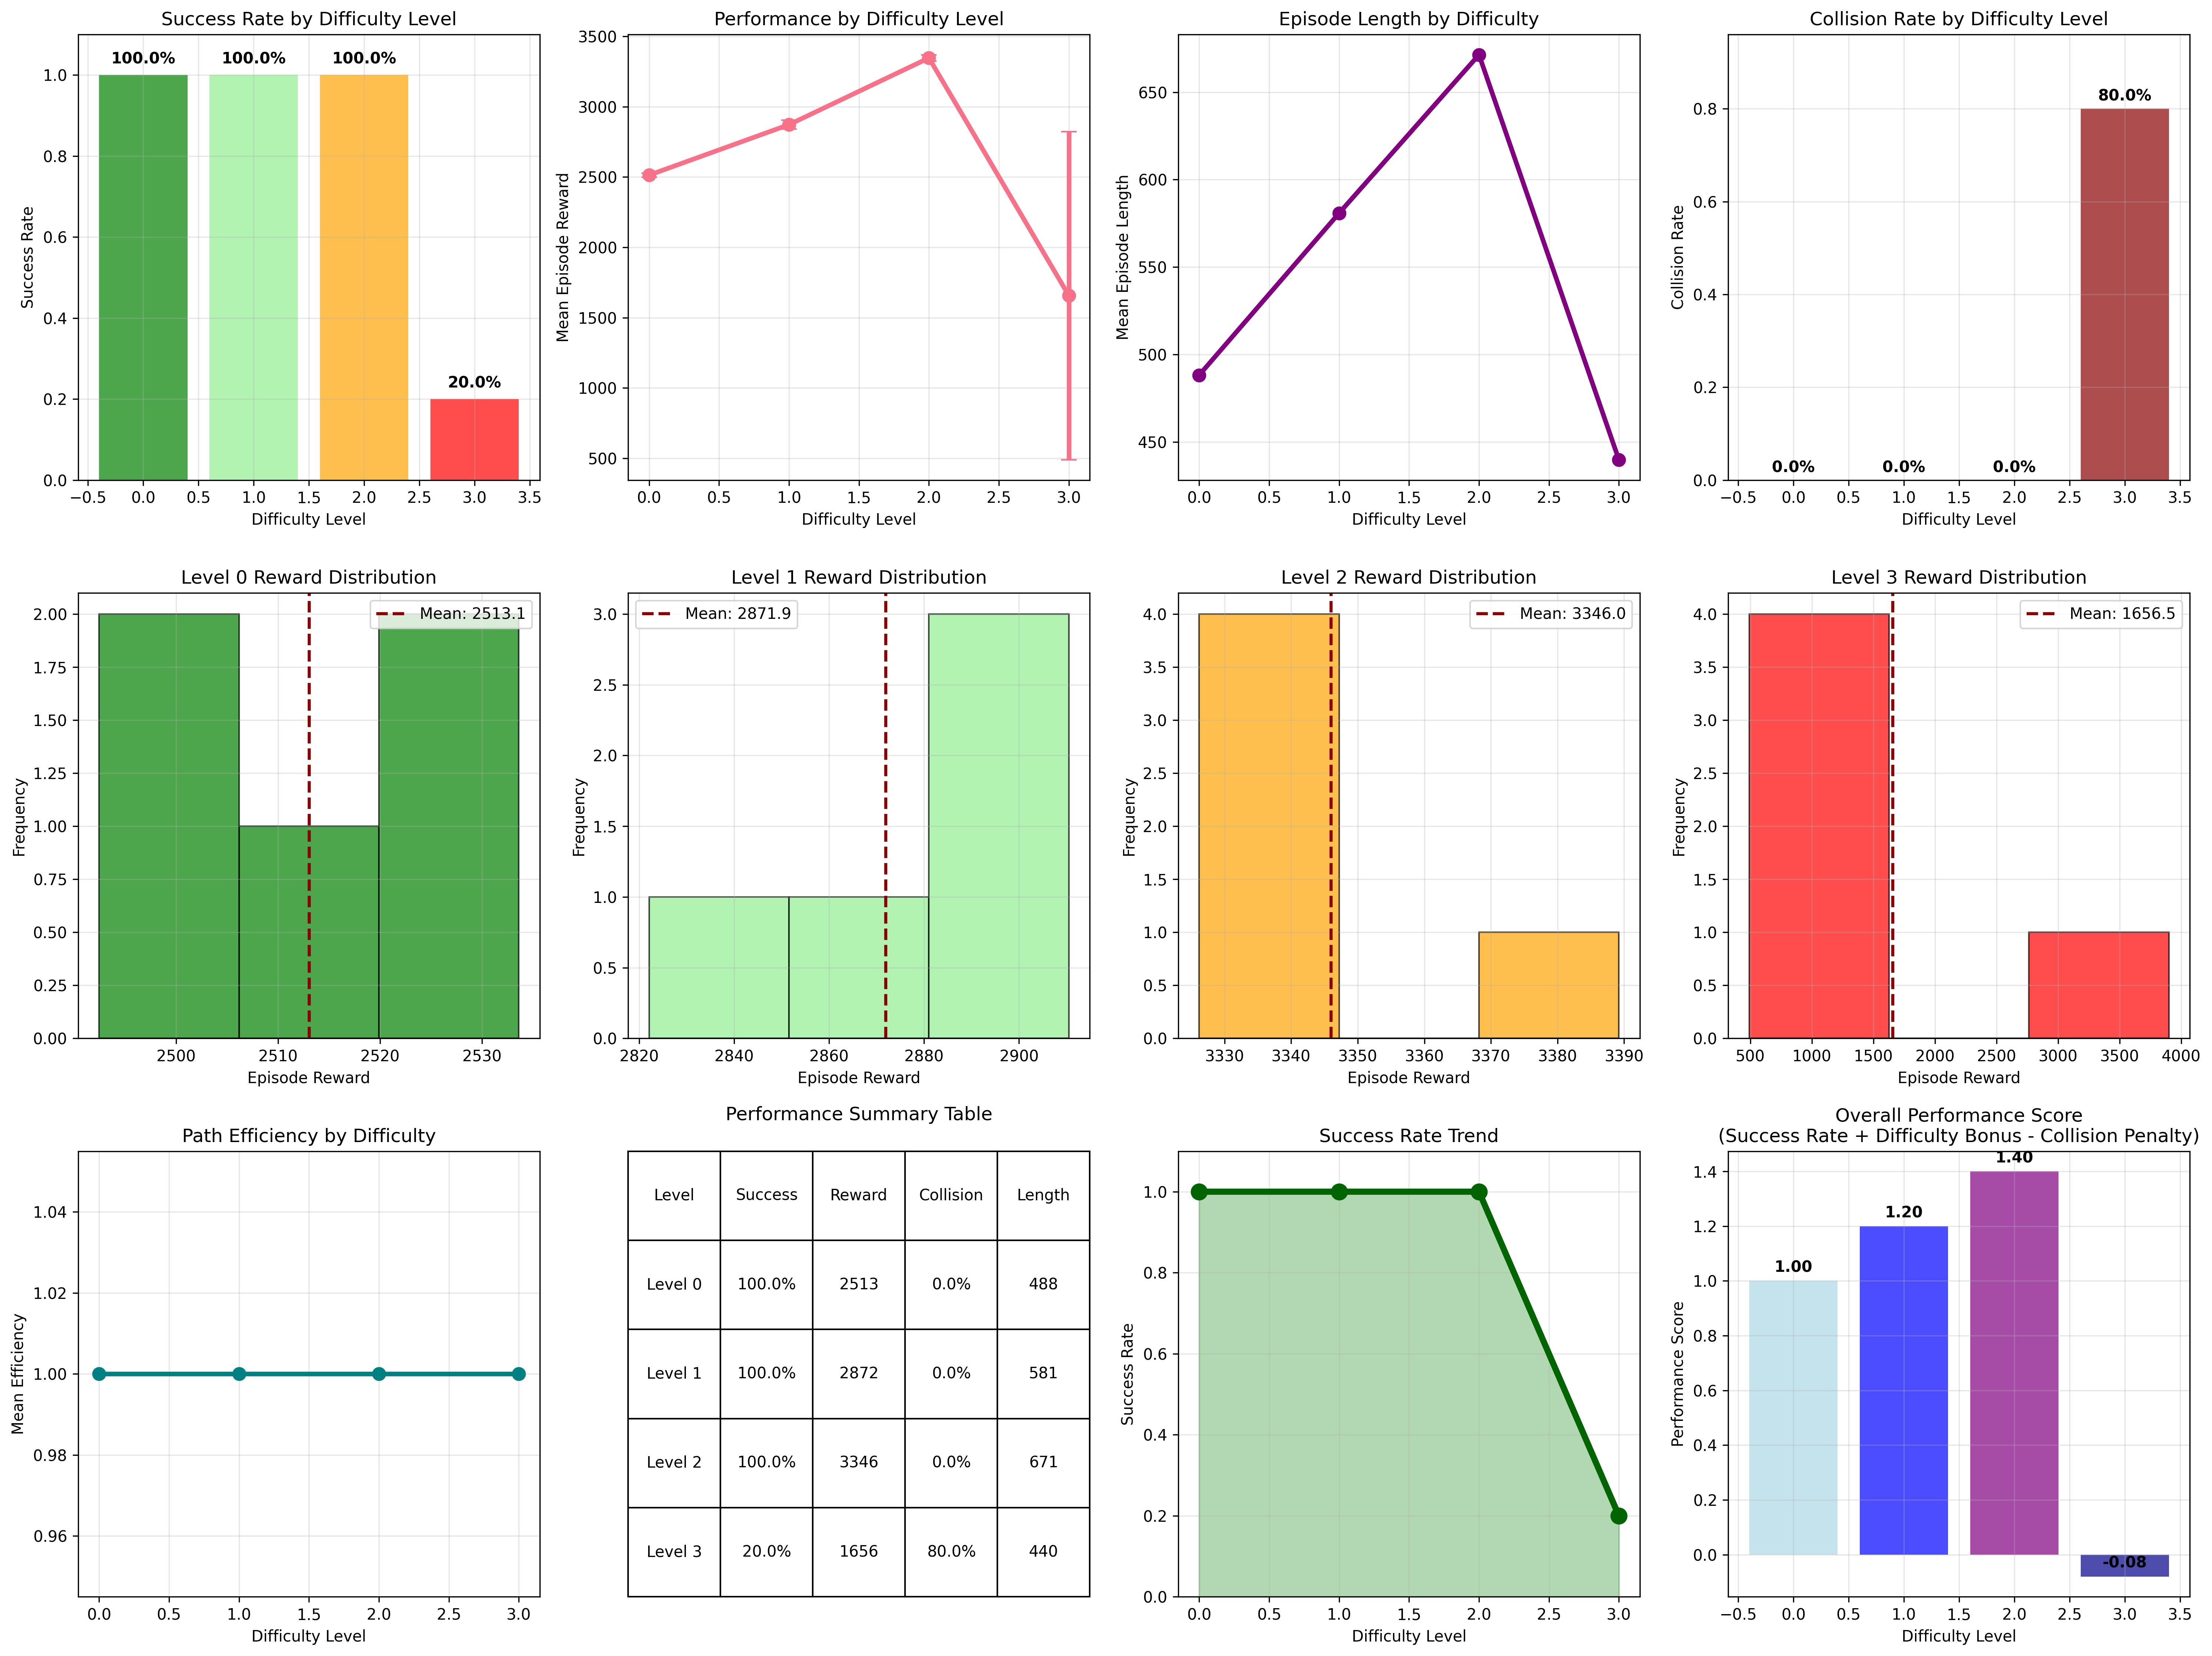 Success Rate by Difficulty Level
Success Rate
1.0
0.8
0.6
0.4
0.2
0.0
100.0% 100.0% 100.0% 20.0%
−0.5 0.0 0.5 1.0 1.5 2.0 2.5 3.0 3.5
Difficulty Level
Performance by Difficulty Level
Mean Episode Reward
3500
3000
2500
2000
1500
1000
500
0.0 0.5 1.0 1.5 2.0 2.5 3.0
Difficulty Level
Episode Length by Difficulty
Mean Episode Length
650
600
550
500
450
0.0 0.5 1.0 1.5 2.0 2.5 3.0
Difficulty Level
Collision Rate by Difficulty Level
Collision Rate
0.8
0.6
0.4
0.2
0.0
0.0% 0.0% 0.0% 80.0%
−0.5 0.0 0.5 1.0 1.5 2.0 2.5 3.0 3.5
Difficulty Level
Level 0 Reward Distribution
Mean: 2513.1
Frequency
2.00
1.75
1.50
1.25
1.00
0.75
0.50
0.25
0.00
2500 2510 2520 2530
Episode Reward
Level 1 Reward Distribution
Mean: 2871.9
Frequency
3.0
2.5
2.0
1.5
1.0
0.5
0.0
2820 2840 2860 2880 2900
Episode Reward
Level 2 Reward Distribution
Mean: 3346.0
Frequency
4.0
3.5
3.0
2.5
2.0
1.5
1.0
0.5
0.0
3330 3340 3350 3360 3370 3380 3390
Episode Reward
Level 3 Reward Distribution
Mean: 1656.5
Frequency
4.0
3.5
3.0
2.5
2.0
1.5
1.0
0.5
0.0
500 1000 1500 2000 2500 3000 3500 4000
Episode Reward
Path Efficiency by Difficulty
Mean Efficiency
1.04
1.02
1.00
0.98
0.96
0.0 0.5 1.0 1.5 2.0 2.5 3.0
Difficulty Level
Performance Summary Table
Level Success Reward Collision Length
Level 0 100.0% 2513 0.0% 488
Level 1 100.0% 2872 0.0% 581
Level 2 100.0% 3346 0.0% 671
Level 3 20.0% 1656 80.0% 440
Success Rate Trend
Success Rate
1.0
0.8
0.6
0.4
0.2
0.0
0.0 0.5 1.0 1.5 2.0 2.5 3.0
Difficulty Level
Overall Performance Score
(Success Rate + Difficulty Bonus - Collision Penalty)
Performance Score
1.4
1.2
1.0
0.8
0.6
0.4
0.2
0.0
1.00 1.20 1.40 -0.08
−0.5 0.0 0.5 1.0 1.5 2.0 2.5 3.0 3.5
Difficulty Level